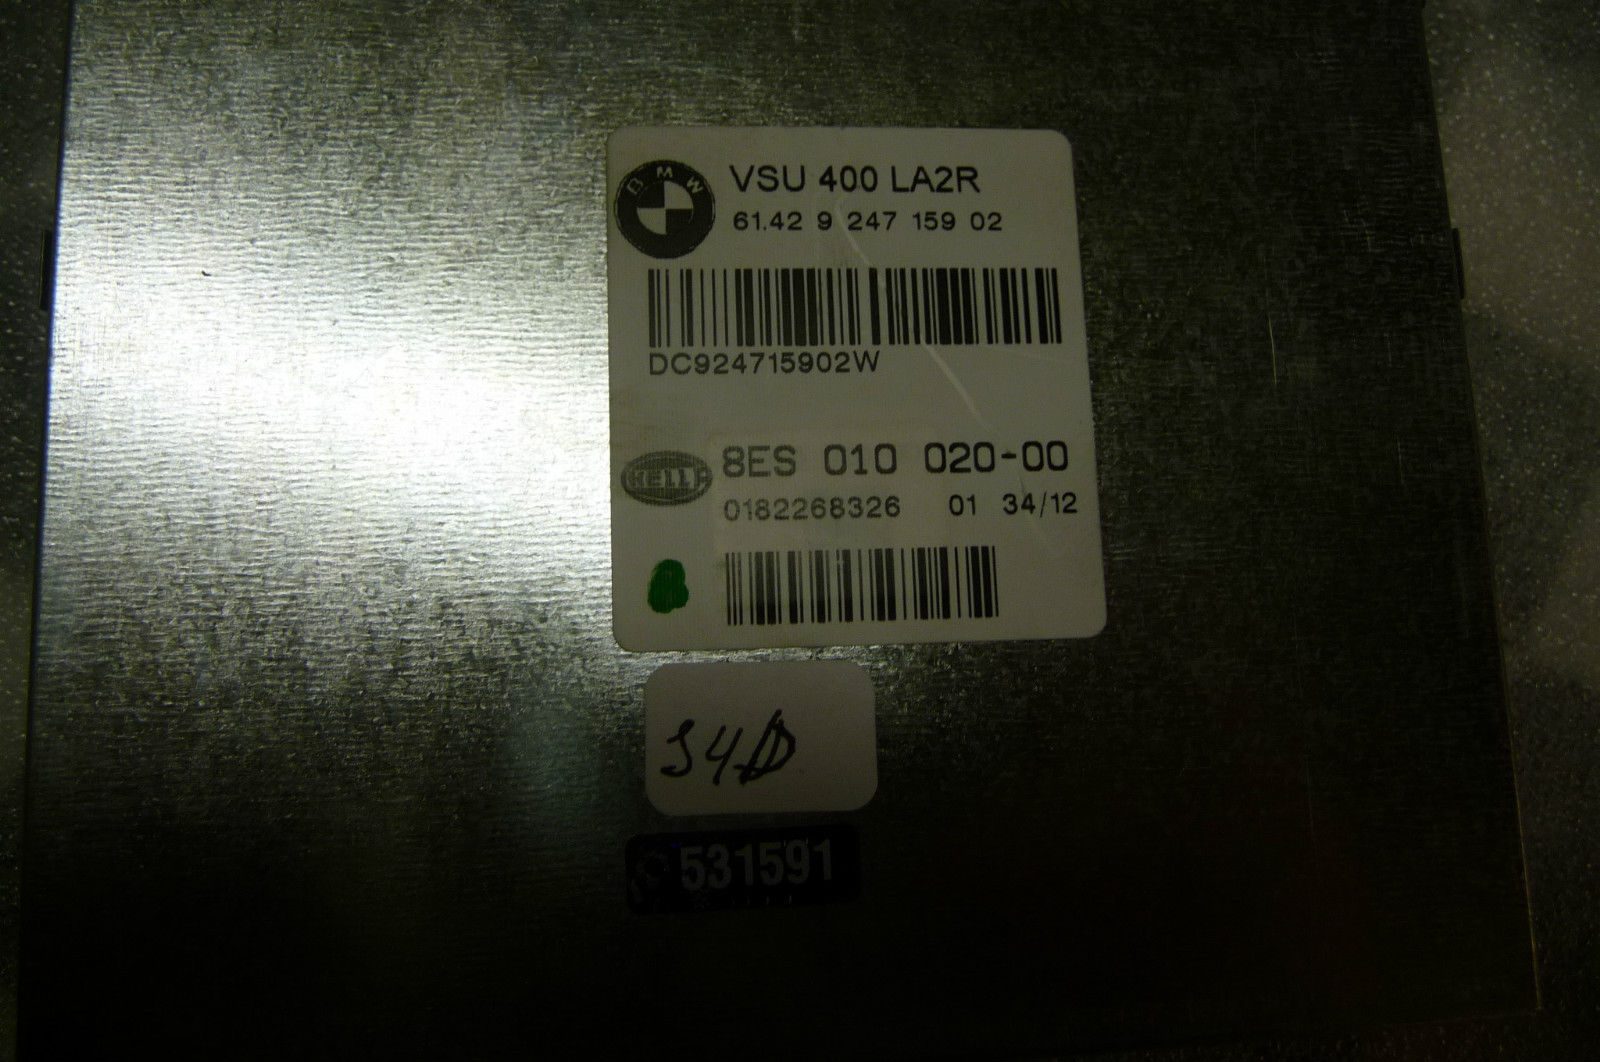 BMW
VSU 400 LA2R
61.42 9 247 159 02
DC924715902W
HELLA
8ES 010 020-00
0182268326 01 34/12
531591